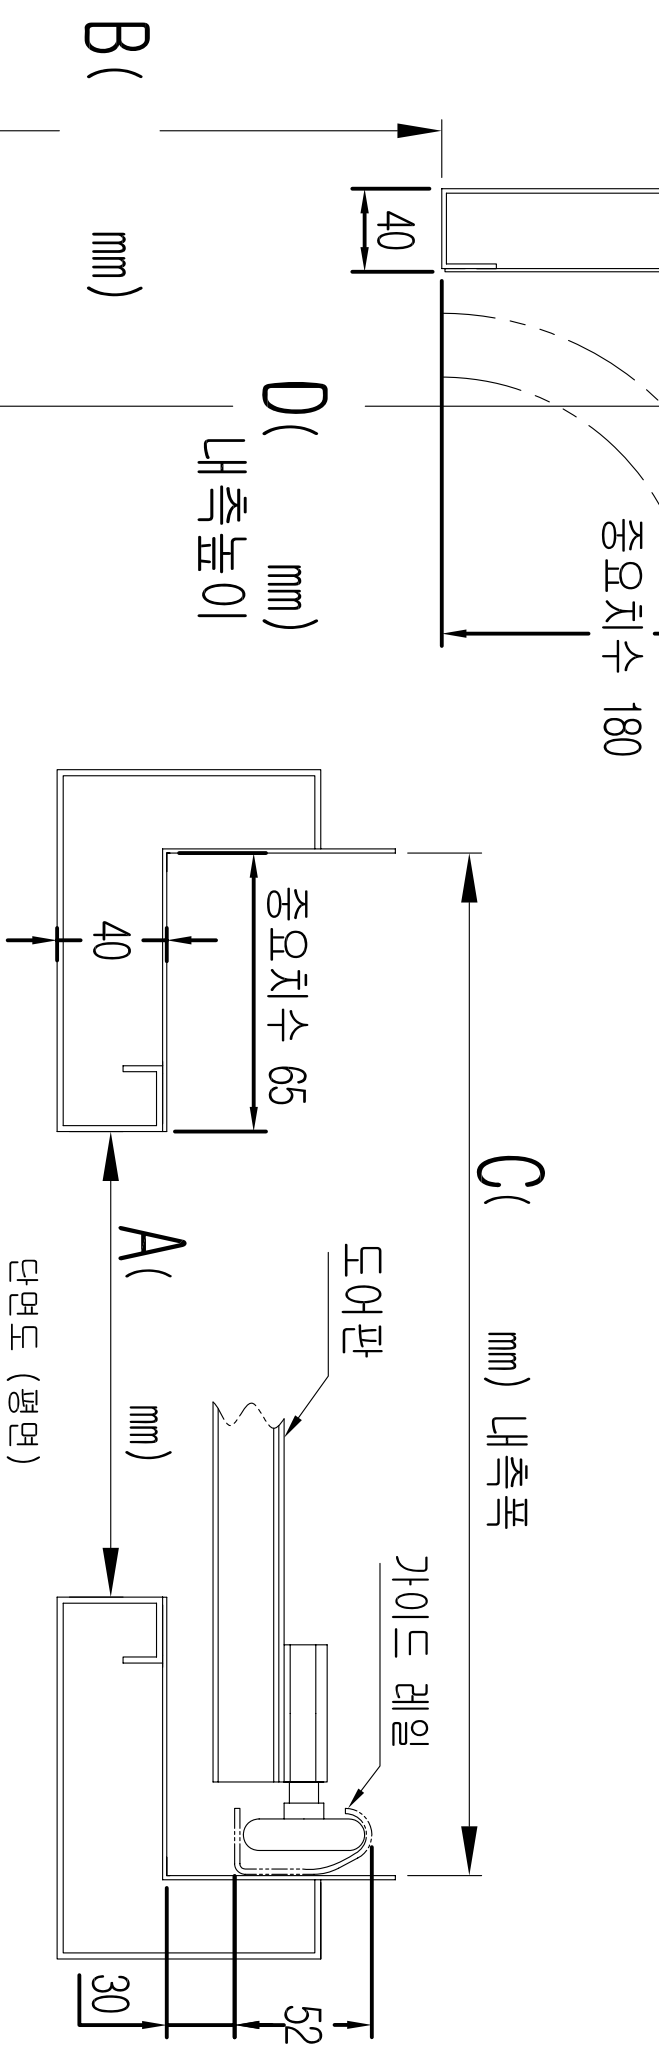 B(     mm)
40
D(     mm)
내측높이
중요치수 180
40
중요치수 65
C(     mm) 내측폭
A(     mm)
단면도 (평면)
도어판
가이드 레일
30
52